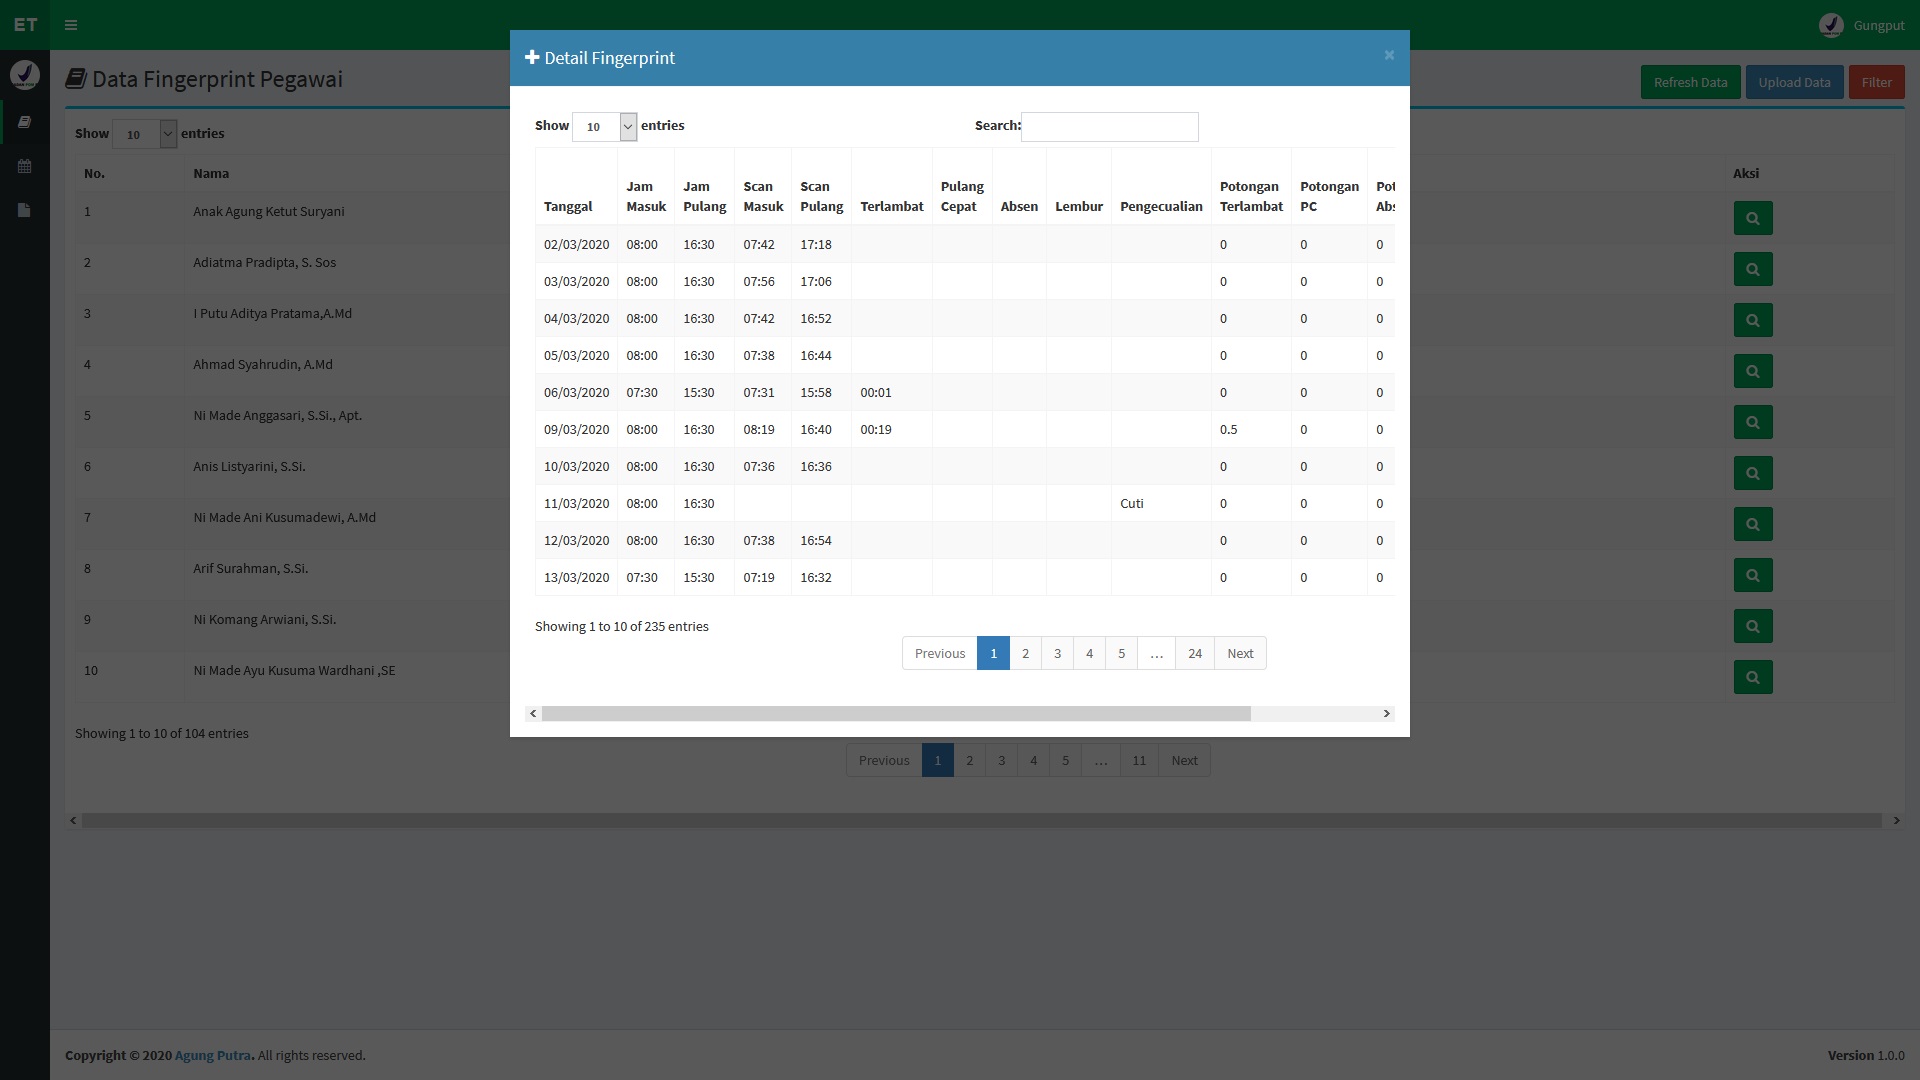 ET
Gungput
Data Fingerprint Pegawai
Refresh Data Upload Data Filter
Show 10 entries
No. Nama Aksi
1 Anak Agung Ketut Suryani
2 Adiatma Pradipta, S. Sos
3 I Putu Aditya Pratama,A.Md
4 Ahmad Syahrudin, A.Md
5 Ni Made Anggasari, S.Si., Apt.
6 Anis Listyarini, S.Si.
7 Ni Made Ani Kusumadewi, A.Md
8 Arif Surahman, S.Si.
9 Ni Komang Arwiani, S.Si.
10 Ni Made Ayu Kusuma Wardhani ,SE
Showing 1 to 10 of 104 entries
Previous 1 2 3 4 5 … 11 Next
Detail Fingerprint ×
Show 10 entries Search:
Tanggal Jam Masuk Jam Pulang Scan Masuk Scan Pulang Terlambat Pulang Cepat Absen Lembur Pengecualian Potongan Terlambat Potongan PC Pot Abs
02/03/2020 08:00 16:30 07:42 17:18 0 0 0
03/03/2020 08:00 16:30 07:56 17:06 0 0 0
04/03/2020 08:00 16:30 07:42 16:52 0 0 0
05/03/2020 08:00 16:30 07:38 16:44 0 0 0
06/03/2020 07:30 15:30 07:31 15:58 00:01 0 0 0
09/03/2020 08:00 16:30 08:19 16:40 00:19 0.5 0 0
10/03/2020 08:00 16:30 07:36 16:36 0 0 0
11/03/2020 08:00 16:30 Cuti 0 0 0
12/03/2020 08:00 16:30 07:38 16:54 0 0 0
13/03/2020 07:30 15:30 07:19 16:32 0 0 0
Showing 1 to 10 of 235 entries
Previous 1 2 3 4 5 … 24 Next
Copyright © 2020 Agung Putra. All rights reserved.
Version 1.0.0